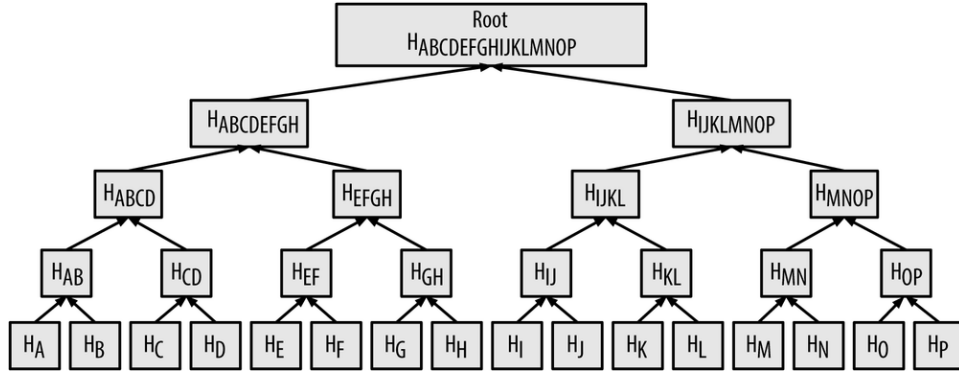 Root
HABCDEFGHIJKLMNOP
HABCDEFGH
HIJKLMNOP
HABCD
HEFGH
HIJKL
HMNOP
HAB
HCD
HEF
HGH
HIJ
HKL
HMN
HOP
HA
HB
HC
HD
HE
HF
HG
HH
HI
HJ
HK
HL
HM
HN
HO
HP